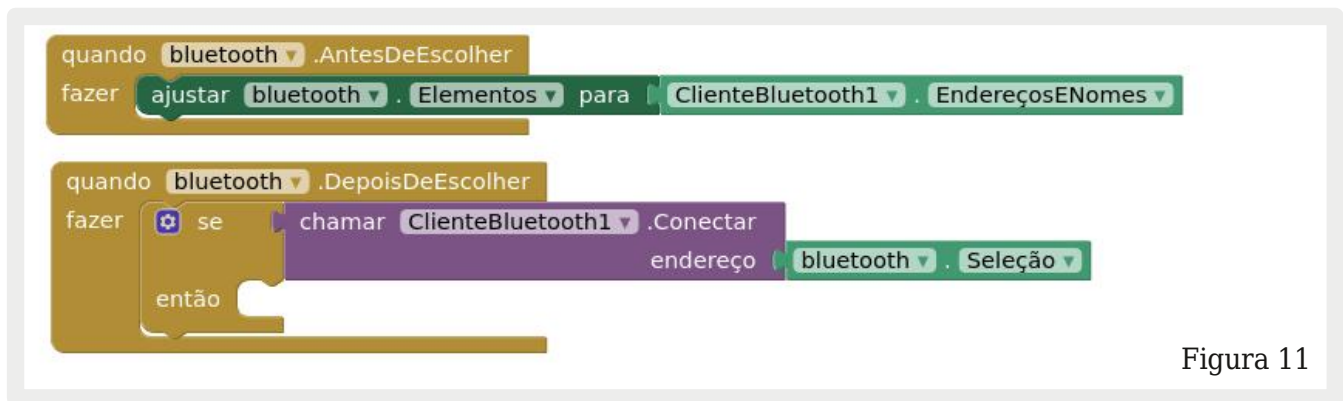 quando bluetooth .AntesDeEscolher
fazer ajustar bluetooth . Elementos para ClienteBluetooth1 . EndereçosENomes
quando bluetooth .DepoisDeEscolher
fazer se chamar ClienteBluetooth1 .Conectar
endereço bluetooth . Seleção
então
Figura 11